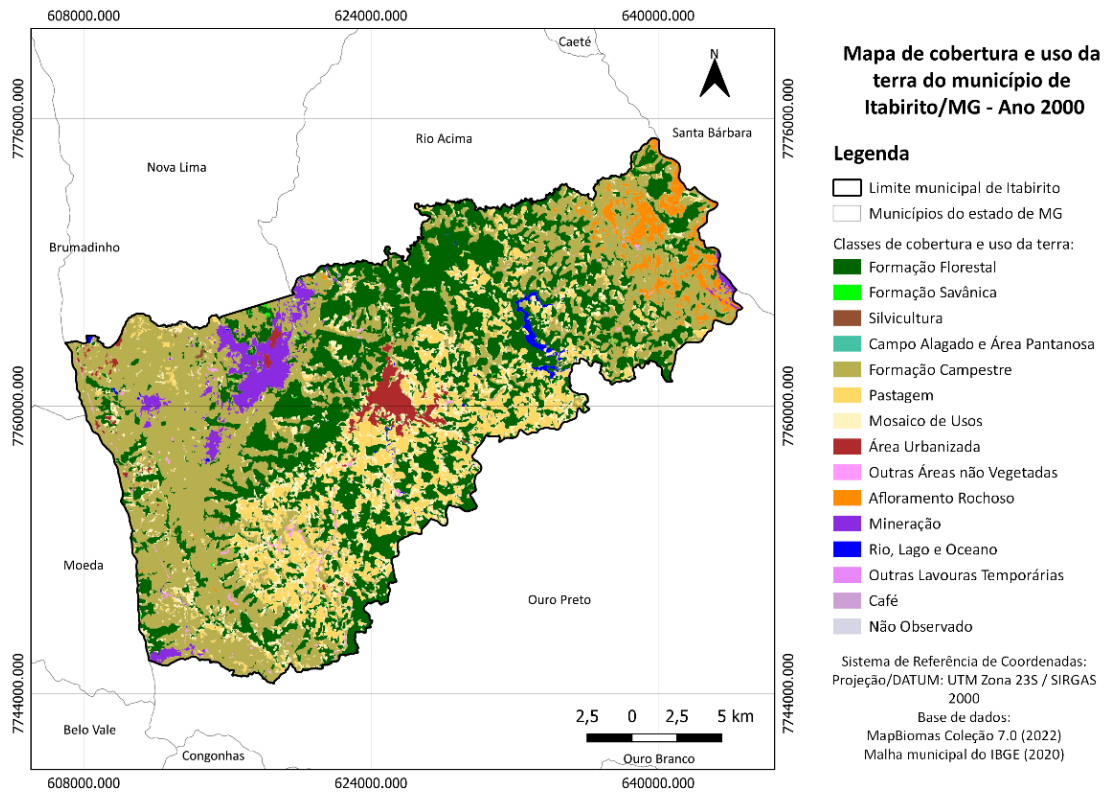 608000.000
624000.000
640000.000
Caeté
N
Mapa de cobertura e uso da
terra do município de
Itabirito/MG - Ano 2000
7776000.000
7776000.000
Santa Bárbara
Rio Acima
Nova Lima
Legenda
Limite municipal de Itabirito
Municípios do estado de MG
Brumadinho
Classes de cobertura e uso da terra:
Formação Florestal
Formação Savânica
Silvicultura
Campo Alagado e Área Pantanosa
Formação Campestre
Pastagem
Mosaico de Usos
Área Urbanizada
Outras Áreas não Vegetadas
Afloramento Rochoso
Mineração
Rio, Lago e Oceano
Outras Lavouras Temporárias
Café
Não Observado
7760000.000
7760000.000
Moeda
Ouro Preto
Sistema de Referência de Coordenadas:
Projeção/DATUM: UTM Zona 23S / SIRGAS
2000
Base de dados:
MapBiomas Coleção 7.0 (2022)
Malha municipal do IBGE (2020)
7744000.000
7744000.000
2,5 0 2,5 5 km
Belo Vale
Congonhas
Ouro Branco
608000.000
624000.000
640000.000